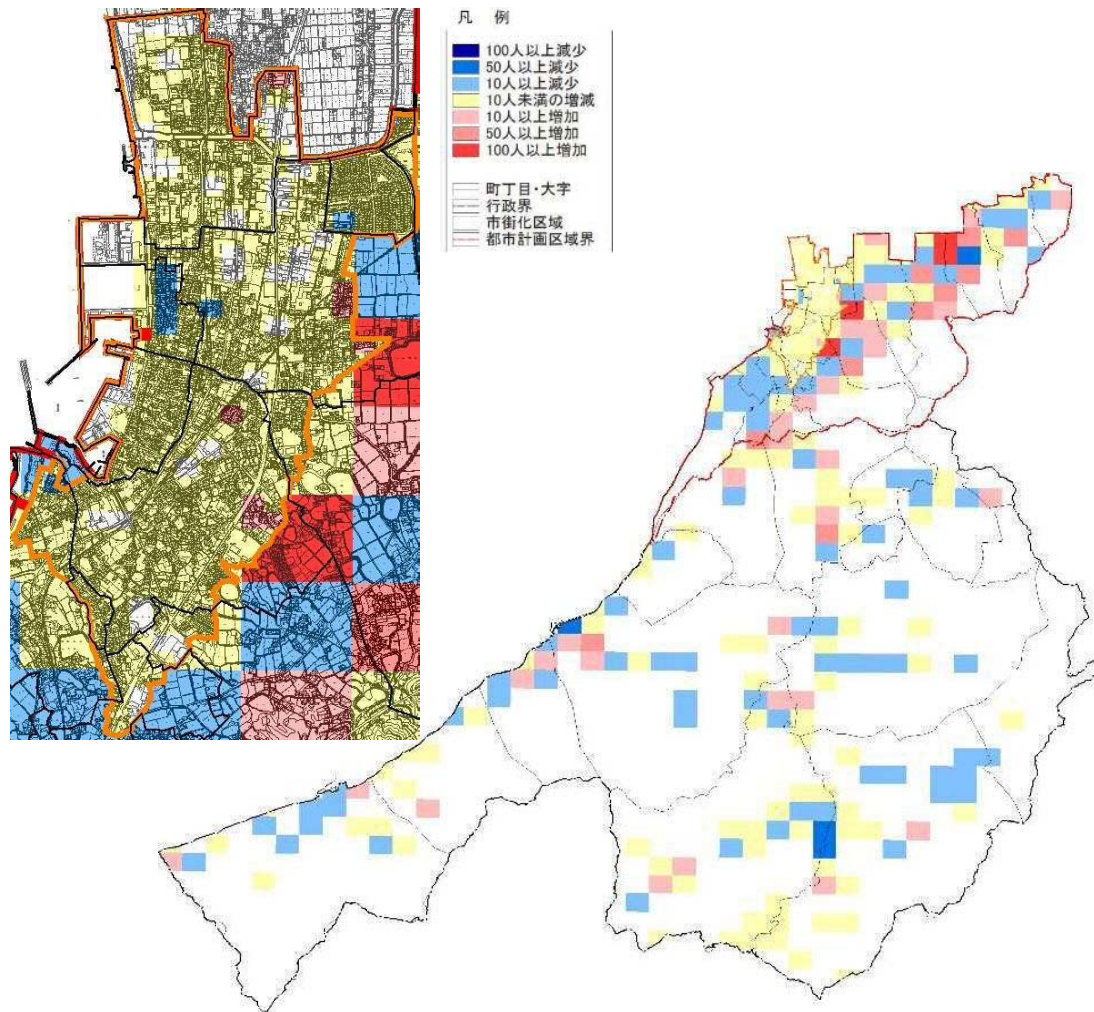 凡 例
100人以上減少
50人以上減少
10人以上減少
10人未満の増減
10人以上増加
50人以上増加
100人以上増加
町丁目・大字
行政界
市街化区域
都市計画区域界